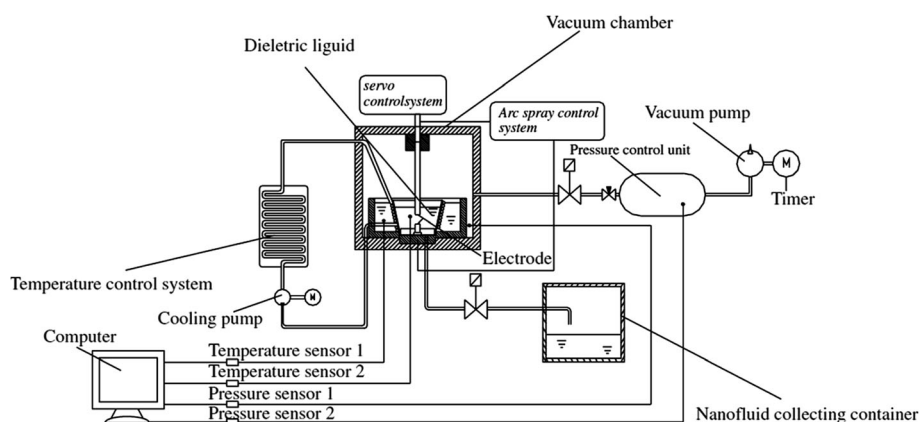 Vacuum chamber
Dieletric liguid
servo
controlsystem
Arc spray control
system
Vacuum pump
Pressure control unit
M
Timer
Electrode
Temperature control system
M
Cooling pump
Computer
Temperature sensor 1
Temperature sensor 2
Pressure sensor 1
Pressure sensor 2
Nanofluid collecting container